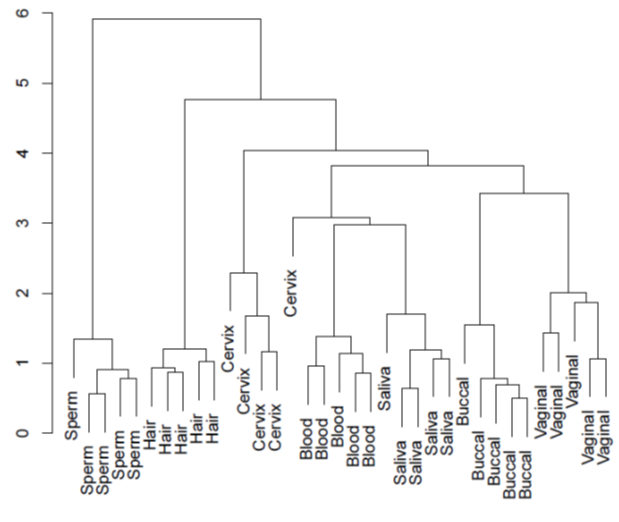 6
5
4
3
2
1
0
Sperm
Sperm
Sperm
Sperm
Sperm
Hair
Hair
Hair
Hair
Hair
Cervix
Cervix
Cervix
Cervix
Cervix
Blood
Blood
Blood
Blood
Blood
Saliva
Saliva
Saliva
Saliva
Saliva
Buccal
Buccal
Buccal
Buccal
Buccal
Vaginal
Vaginal
Vaginal
Vaginal
Vaginal